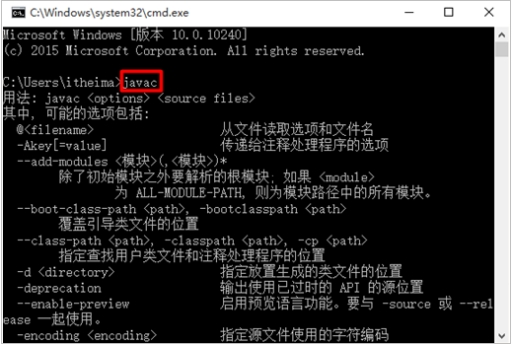 C:\Windows\system32\cmd.exe
Microsoft Windows [版本 10.0.10240]
(c) 2015 Microsoft Corporation. All rights reserved.
C:\Users\itheima>javac
用法: javac <options> <source files>
其中, 可能的选项包括:
@<filename> 从文件读取选项和文件名
-Akey[=value] 传递给注释处理程序的选项
--add-modules <模块>(,<模块>)*
除了初始模块之外要解析的根模块; 如果 <module>
为 ALL-MODULE-PATH, 则为模块路径中的所有模块。
--boot-class-path <path>, -bootclasspath <path>
覆盖引导类文件的位置
--class-path <path>, -classpath <path>, -cp <path>
指定查找用户类文件和注释处理程序的位置
-d <directory> 指定放置生成的类文件的位置
-deprecation 输出使用已过时的 API 的源位置
--enable-preview 启用预览语言功能。要与 -source 或 --rel
ease 一起使用。
-encoding <encoding> 指定源文件使用的字符编码